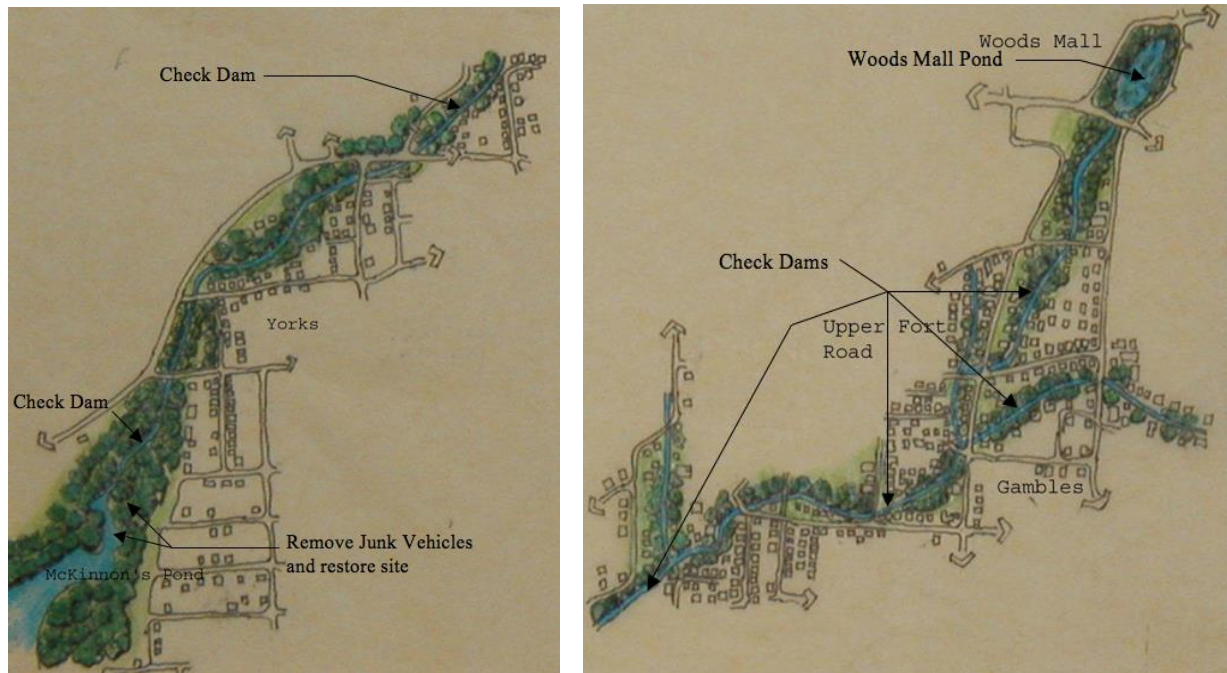 Check Dam
Yorks
Check Dam
Remove Junk Vehicles
and restore site
McKinnon's Pond
Woods Mall
Woods Mall Pond
Check Dams
Upper Fort
Road
Gambles